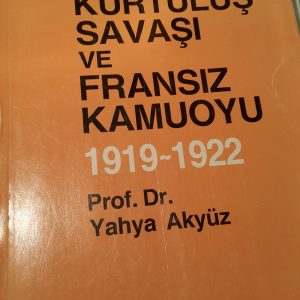 KURTULUŞ
SAVAŞI
VE
FRANSIZ
KAMUOYU
1919~1922
Prof. Dr.
Yahya Akyüz